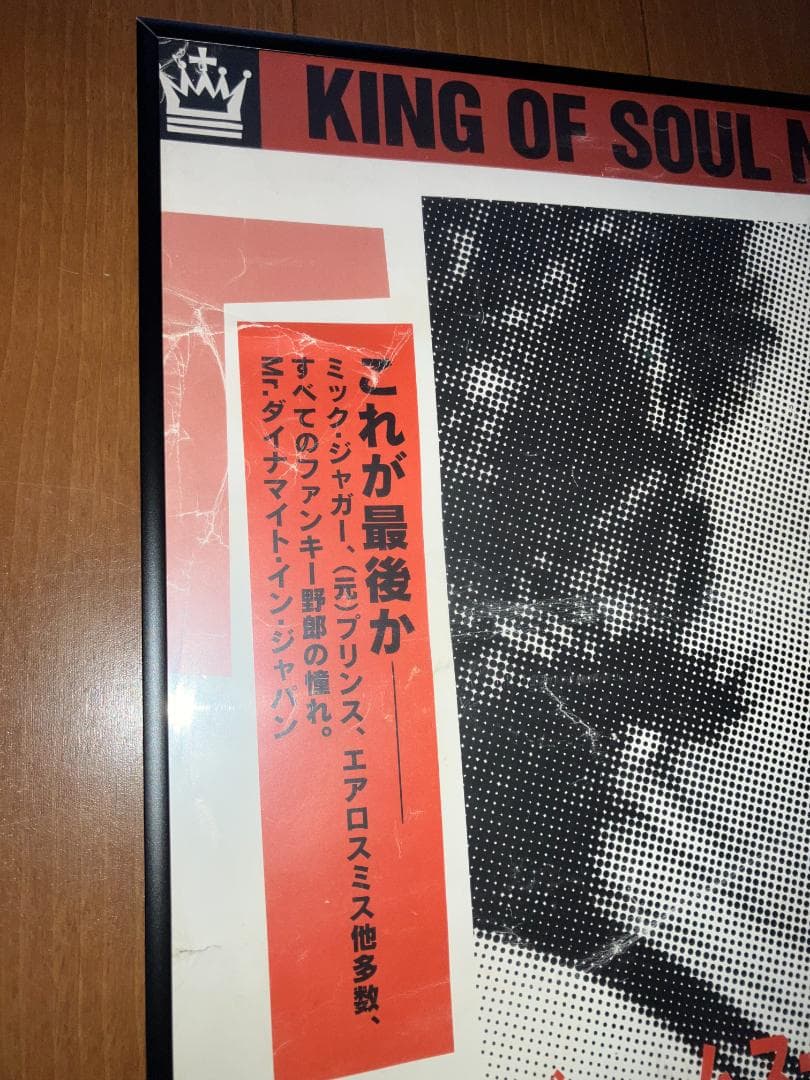 KING OF SOUL
これが最後か——
ミック・ジャガー、(元)プリンス、エアロスミス他多数、
すべてのファンキー野郎の憧れ。
Mr.ダイナマイト・イン・ジャパン